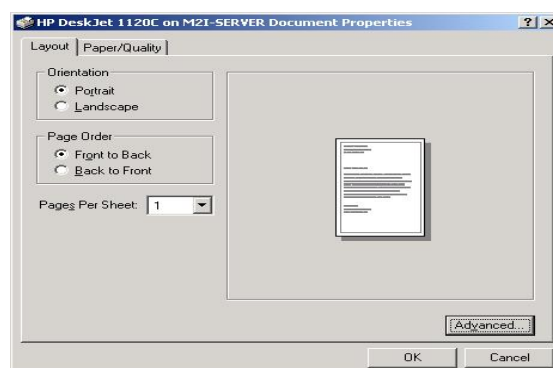 HP DeskJet 1120C on M2I-SERVER Document Properties
Layout
Paper/Quality
Orientation
Portrait
Landscape
Page Order
Front to Back
Back to Front
Pages Per Sheet: 1
Advanced...
OK
Cancel